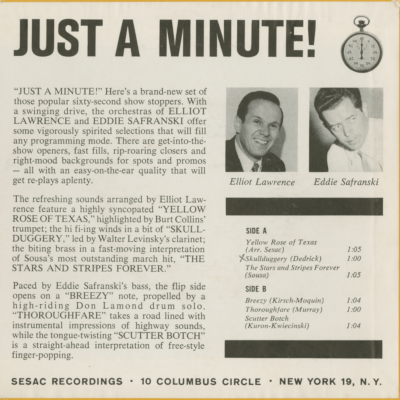 JUST A MINUTE!
"JUST A MINUTE!" Here's a brand-new set of
those popular sixty-second show stoppers. With
a swinging drive, the orchestras of ELLIOT
LAWRENCE and EDDIE SAFRANSKI offer
some vigorously spirited selections that will fill
any programming mode. There are get-into-the-
show openers, fast fills, rip-roaring closers and
right-mood backgrounds for spots and promos
— all with an easy-on-the-ear quality that will
get re-plays aplenty.
The refreshing sounds arranged by Elliot Law-
rence feature a highly syncopated "YELLOW
ROSE OF TEXAS," highlighted by Burt Collins'
trumpet; the hi fi-ing winds in a bit of "SKULL-
DUGGERY," led by Walter Levinsky's clarinet;
the biting brass in a fast-moving interpretation
of Sousa's most outstanding march hit, "THE
STARS AND STRIPES FOREVER."
Paced by Eddie Safranski's bass, the flip side
opens on a "BREEZY" note, propelled by a
high-riding Don Lamond drum solo.
"THOROUGHFARE" takes a road lined with
instrumental impressions of highway sounds,
while the tongue-twisting "SCUTTER BOTCH"
is a straight-ahead interpretation of free-style
finger-popping.
Elliot Lawrence
Eddie Safranski
SIDE A
Yellow Rose of Texas
(Arr. Sesac) 1:05
Skullduggery (Dedrick) 1:00
The Stars and Stripes Forever
(Sousa) 1:05
SIDE B
Breezy (Kirsch-Moquin) 1:04
Thoroughfare (Murray) 1:00
Scutter Botch
(Kuron-Kwiecinski) 1:04
SESAC RECORDINGS • 10 COLUMBUS CIRCLE • NEW YORK 19, N.Y.